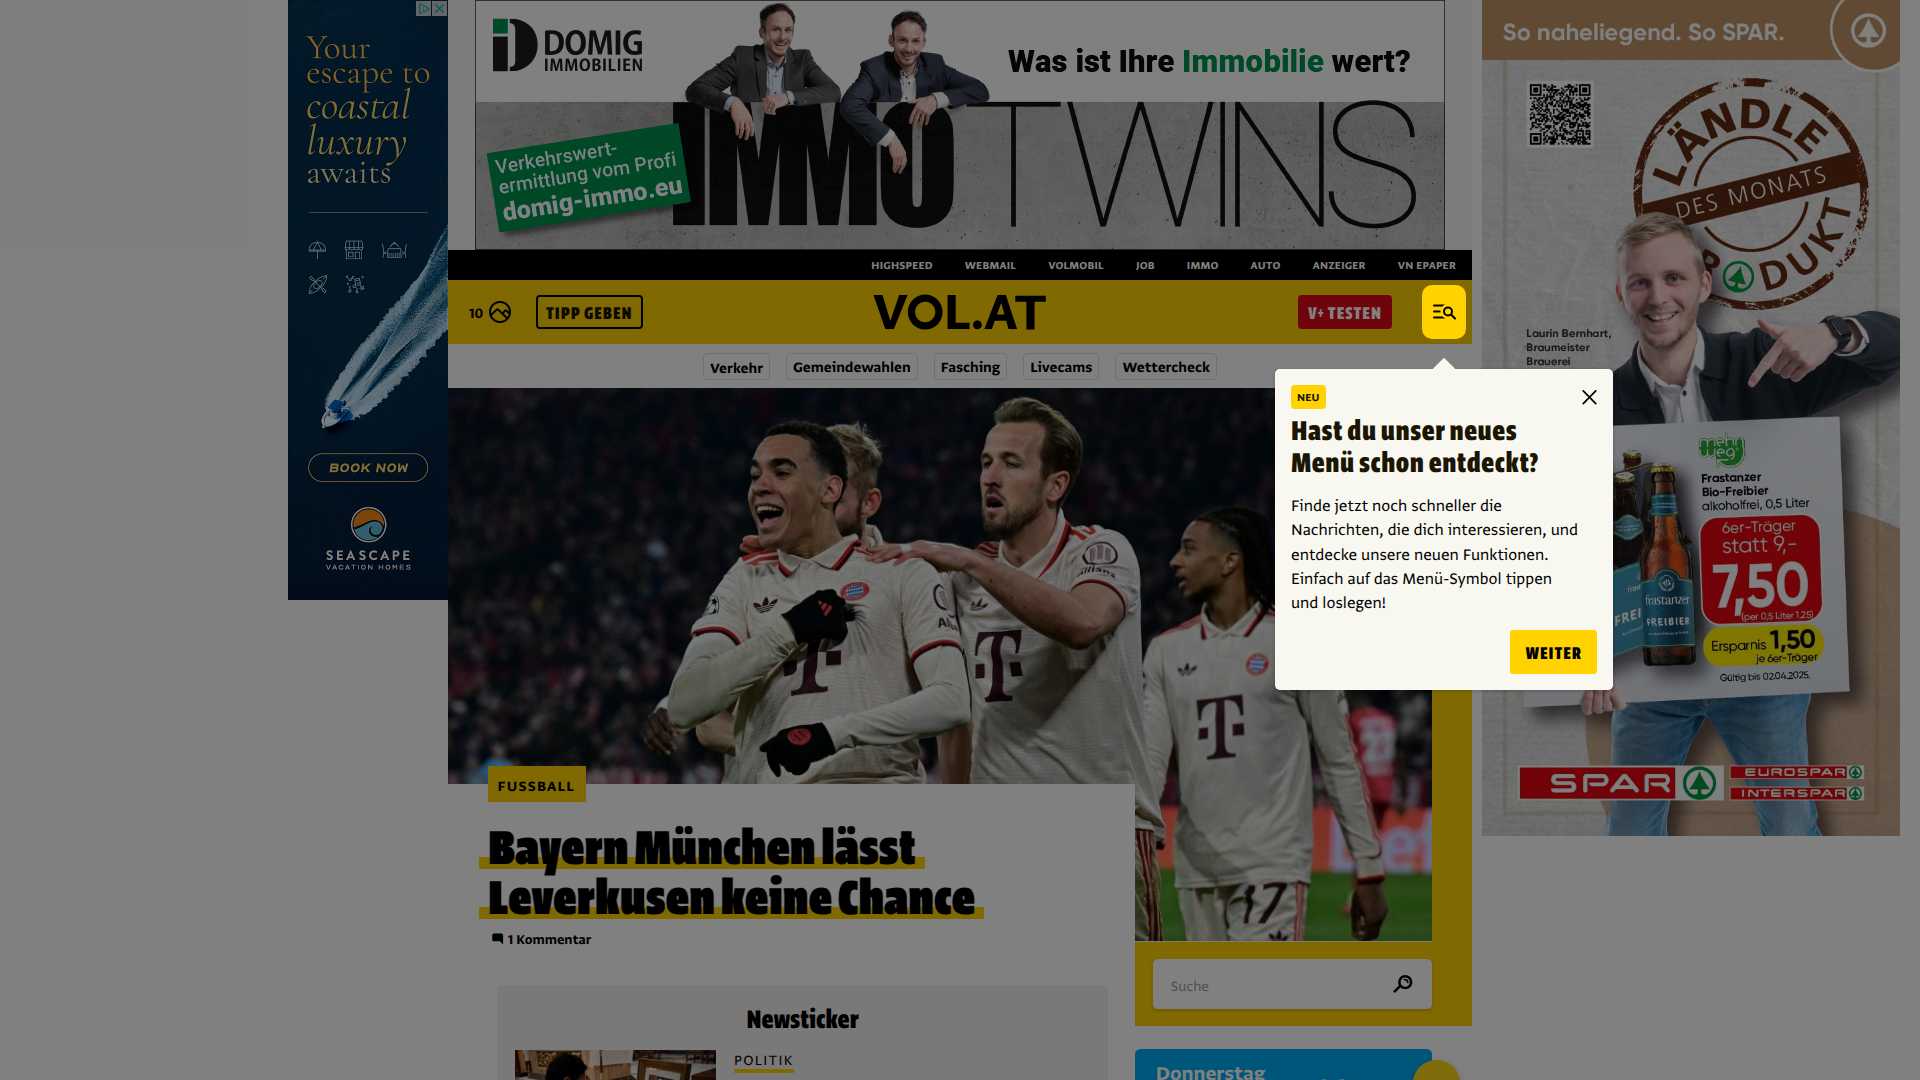 Your
escape to
coastal
luxury
awaits
BOOK NOW
SEASCAPE
VACATION HOMES
DOMIG
IMMOBILIEN
Was ist Ihre Immobilie wert?
IMMO TWINS
Verkehrswert-
ermittlung vom Profi
domig-immo.eu
So naheliegend. So SPAR.
LÄNDLE
DES MONATS
PRODUKT
Laurin Bernhart,
Braumeister
Brauerei
mehr
weg
Frastanzer
Bio-Freibier
alkoholfrei, 0,5 Liter
6er-Träger
statt 9,-
7,50
(per 0,5 Liter 1.25)
Ersparnis 1,50
je 6er-Träger
Gültig bis 02.04.2025.
frastanzer
FREIBIER
SPAR
EUROSPAR
INTERSPAR
HIGHSPEED WEBMAIL VOLMOBIL JOB IMMO AUTO ANZEIGER VN EPAPER
10 TIPP GEBEN VOL.AT V+ TESTEN
Verkehr Gemeindewahlen Fasching Livecams Wettercheck
NEU
Hast du unser neues
Menü schon entdeckt?
Finde jetzt noch schneller die
Nachrichten, die dich interessieren, und
entdecke unsere neuen Funktionen.
Einfach auf das Menü-Symbol tippen
und loslegen!
WEITER
FUSSBALL
Bayern München lässt
Leverkusen keine Chance
1 Kommentar
Suche
Newsticker
POLITIK
Donnerstag